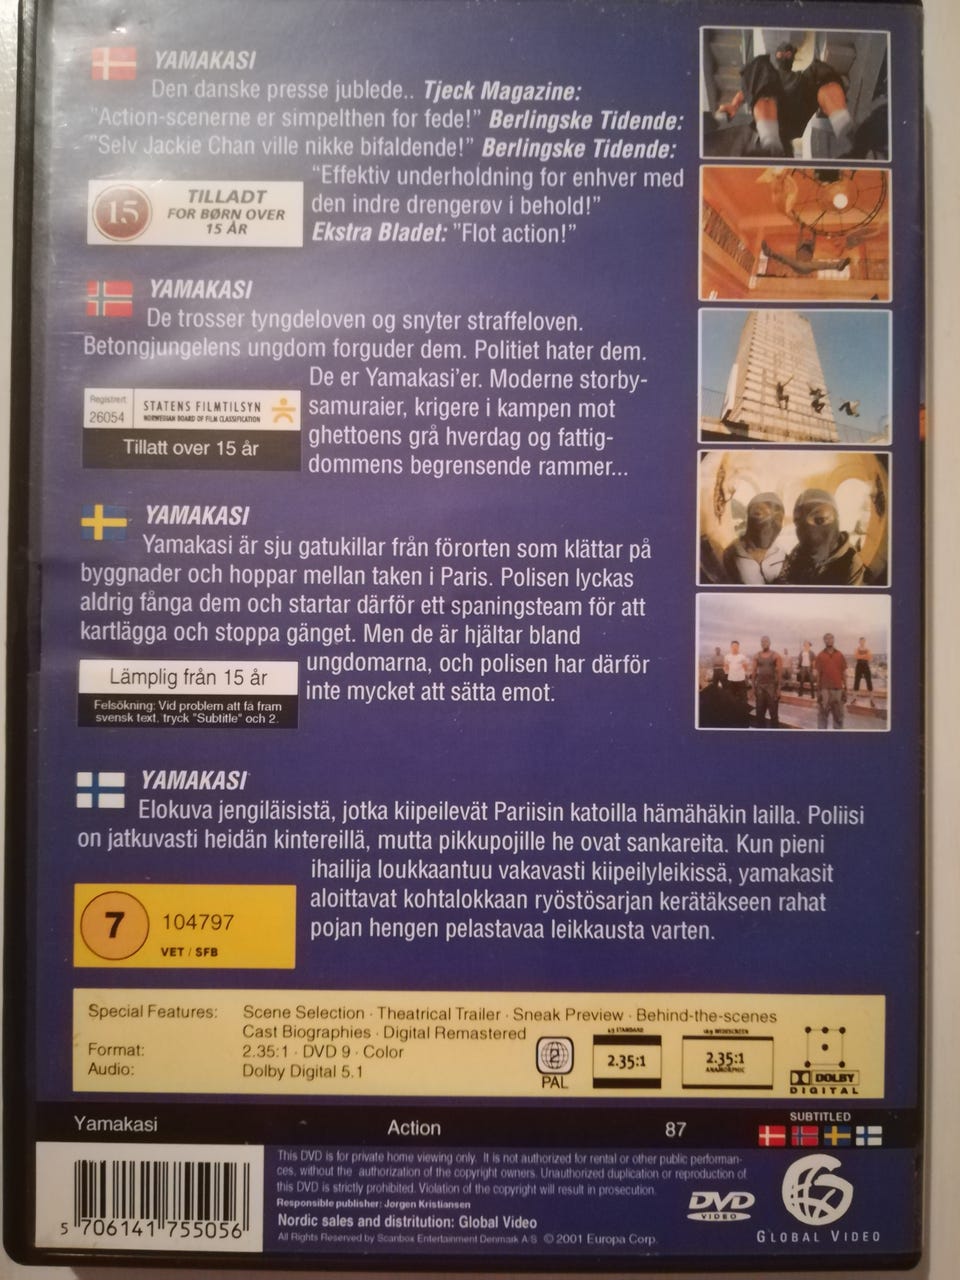 YAMAKASI
Den danske presse jublede.. Tjeck Magazine:
"Action-scenerne er simpelthen for fede!" Berlingske Tidende:
"Selv Jackie Chan ville nikke bifaldende!" Berlingske Tidende:
"Effektiv underholdning for enhver med
den indre drengerøv i behold!"
Ekstra Bladet: "Flot action!"
15
TILLADT
FOR BØRN OVER
15 ÅR
YAMAKASI
De trosser tyngdeloven og snyter straffeloven.
Betongjungelens ungdom forguder dem. Politiet hater dem.
De er Yamakasi'er. Moderne storby-
samuraier, krigere i kampen mot
ghettoens grå hverdag og fattig-
dommens begrensende rammer...
Registrert
26054
STATENS FILMTILSYN
NORWEGIAN BOARD OF FILM CLASSIFICATION
Tillatt over 15 år
YAMAKASI
Yamakasi är sju gatukillar från förorten som klättar på
byggnader och hoppar mellan taken i Paris. Polisen lyckas
aldrig fånga dem och startar därför ett spaningsteam för att
kartlägga och stoppa gänget. Men de är hjältar bland
ungdomarna, och polisen har därför
inte mycket att sätta emot.
Lämplig från 15 år
Felsökning: Vid problem att få fram
svensk text, tryck "Subtitle" och 2.
YAMAKASI
Elokuva jengiläisistä, jotka kiipeilevät Pariisin katoilla hämähäkin lailla. Poliisi
on jatkuvasti heidän kintereillä, mutta pikkupojille he ovat sankareita. Kun pieni
ihailija loukkaantuu vakavasti kiipeilyleikissä, yamakasit
aloittavat kohtalokkaan ryöstösarjan kerätäkseen rahat
pojan hengen pelastavaa leikkausta varten.
7
104797
VET / SFB
Special Features: Scene Selection · Theatrical Trailer · Sneak Preview · Behind-the-scenes
Cast Biographies · Digital Remastered
Format: 2.35:1 · DVD 9 · Color
Audio: Dolby Digital 5.1
2
PAL
4:3 STANDARD
2.35:1
16:9 WIDESCREEN
2.35:1
ANAMORPHIC
DOLBY
DIGITAL
Yamakasi Action 87
SUBTITLED
This DVD is for private home viewing only. It is not authorized for rental or other public performan-
ces, without the authorization of the copyright owners. Unauthorized duplication or reproduction of
this DVD is strictly prohibited. Violation of the copyright will result in prosecution.
Responsible publisher: Jørgen Kristiansen
Nordic sales and distritution: Global Video
All Rights Reserved by Scanbox Entertainment Denmark A/S © 2001 Europa Corp.
DVD
VIDEO
GLOBAL VIDEO
5 706141 755056